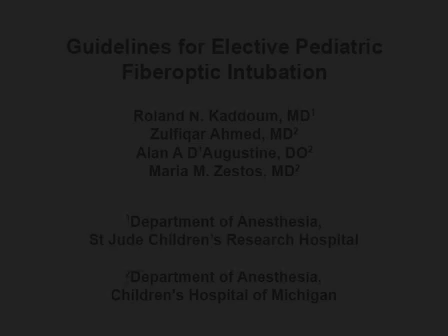 Guidelines for Elective Pediatric
Fiberoptic Intubation
Roland N. Kaddoum, MD¹
Zulfiqar Ahmed, MD²
Alan A D'Augustine, DO²
Maria M. Zestos, MD²
¹Department of Anesthesia,
St Jude Children's Research Hospital
²Department of Anesthesia,
Children's Hospital of Michigan